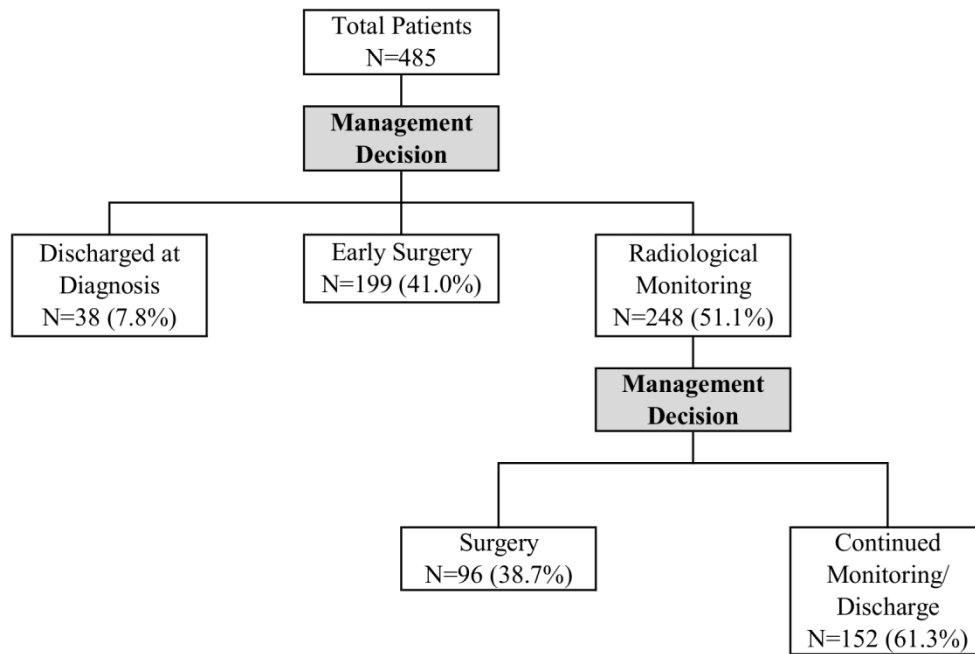 Total Patients
N=485
Management
Decision
Discharged at
Diagnosis
N=38 (7.8%)
Early Surgery
N=199 (41.0%)
Radiological
Monitoring
N=248 (51.1%)
Management
Decision
Surgery
N=96 (38.7%)
Continued
Monitoring/
Discharge
N=152 (61.3%)